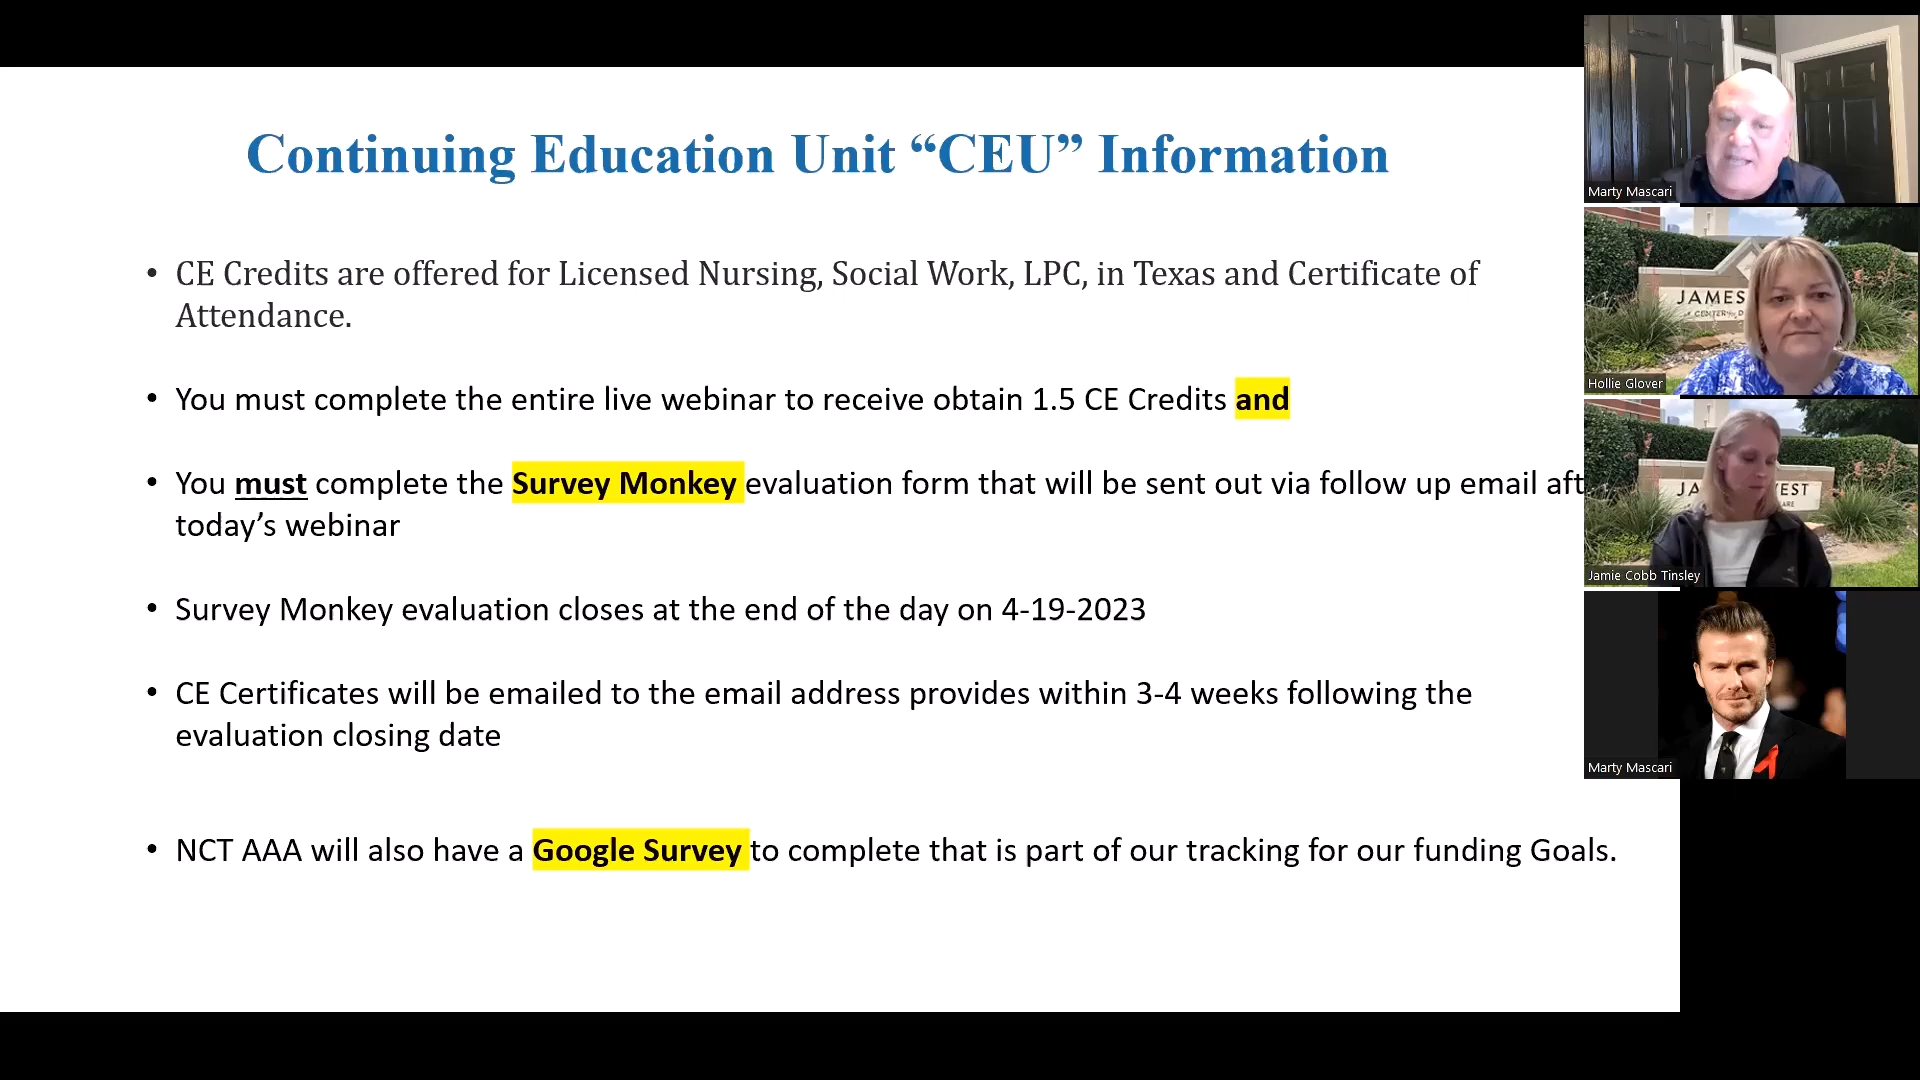 Continuing Education Unit “CEU” Information
• CE Credits are offered for Licensed Nursing, Social Work, LPC, in Texas and Certificate of
Attendance.
• You must complete the entire live webinar to receive obtain 1.5 CE Credits and
• You must complete the Survey Monkey evaluation form that will be sent out via follow up email aft
today’s webinar
• Survey Monkey evaluation closes at the end of the day on 4-19-2023
• CE Certificates will be emailed to the email address provides within 3-4 weeks following the
evaluation closing date
• NCT AAA will also have a Google Survey to complete that is part of our tracking for our funding Goals.
Marty Mascari
JAMES
CENTER
Hollie Glover
JA EST
ARE
Jamie Cobb Tinsley
Marty Mascari